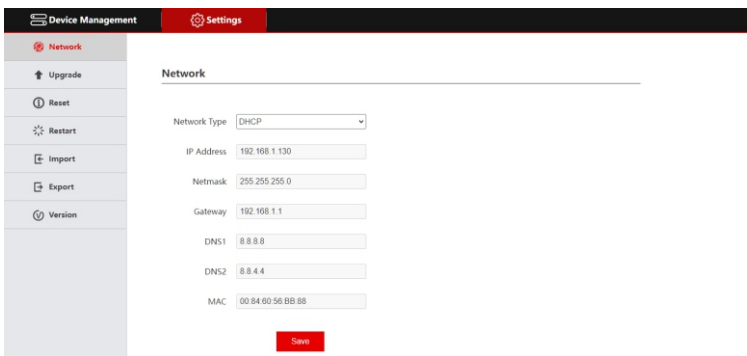 Device Management
Settings
Network
Upgrade
Reset
Restart
Import
Export
Version
Network
Network Type DHCP
IP Address 192.168.1.130
Netmask 255.255.255.0
Gateway 192.168.1.1
DNS1 8.8.8.8
DNS2 8.8.4.4
MAC 00:84:60:56:BB:88
Save